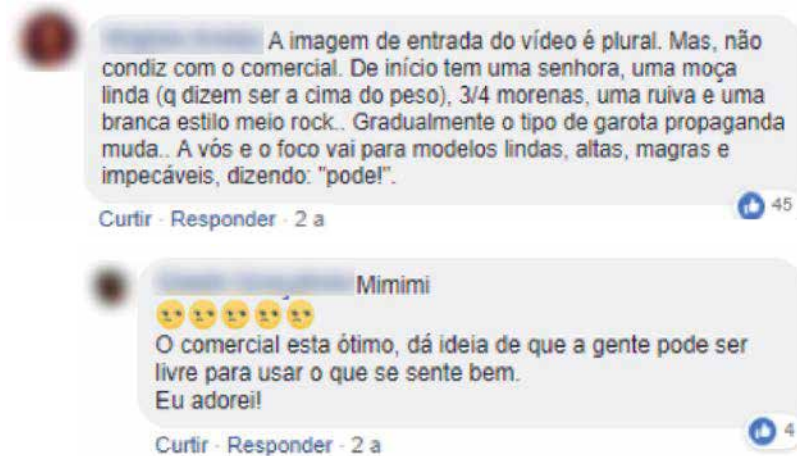 A imagem de entrada do vídeo é plural. Mas, não
condiz com o comercial. De início tem uma senhora, uma moça
linda (q dizem ser a cima do peso), 3/4 morenas, uma ruiva e uma
branca estilo meio rock.. Gradualmente o tipo de garota propaganda
muda.. A vós e o foco vai para modelos lindas, altas, magras e
impecáveis, dizendo: "pode!".
45
Curtir · Responder · 2 a
Mimimi
O comercial esta ótimo, dá ideia de que a gente pode ser
livre para usar o que se sente bem.
Eu adorei!
4
Curtir · Responder · 2 a